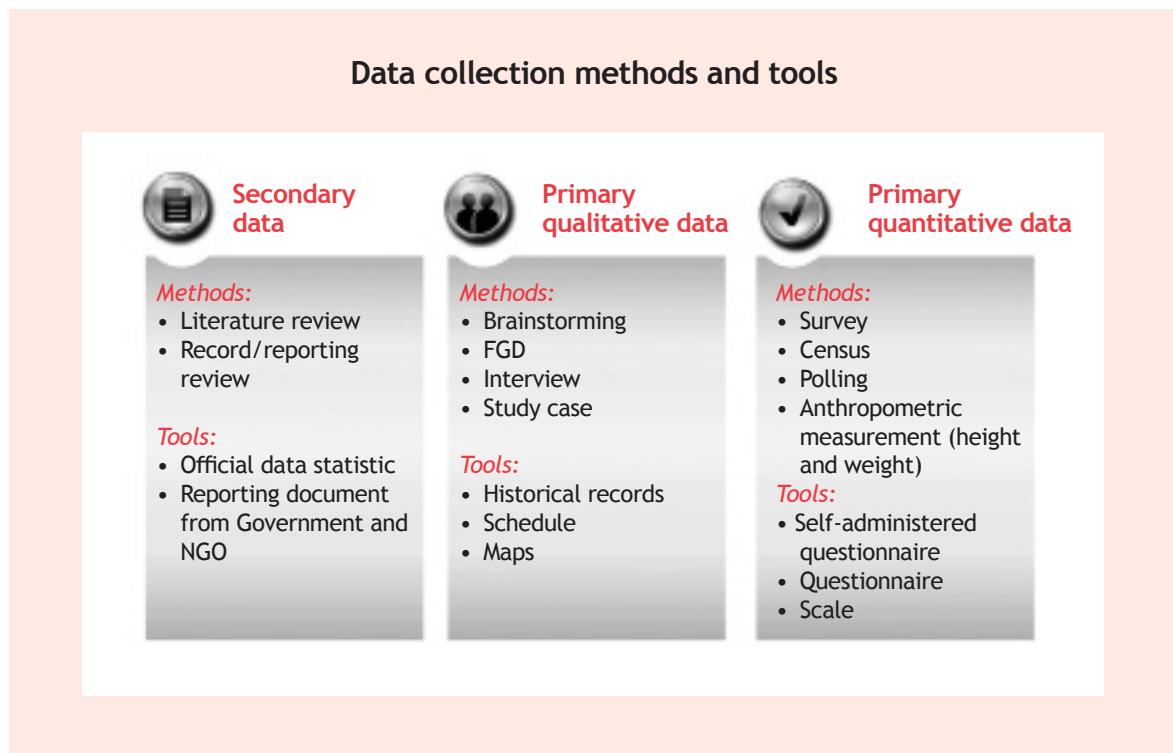 Data collection methods and tools
Secondary
data
Methods:
• Literature review
• Record/reporting
review
Tools:
• Official data statistic
• Reporting document
from Government and
NGO
Primary
qualitative data
Methods:
• Brainstorming
• FGD
• Interview
• Study case
Tools:
• Historical records
• Schedule
• Maps
Primary
quantitative data
Methods:
• Survey
• Census
• Polling
• Anthropometric
measurement (height
and weight)
Tools:
• Self-administered
questionnaire
• Questionnaire
• Scale